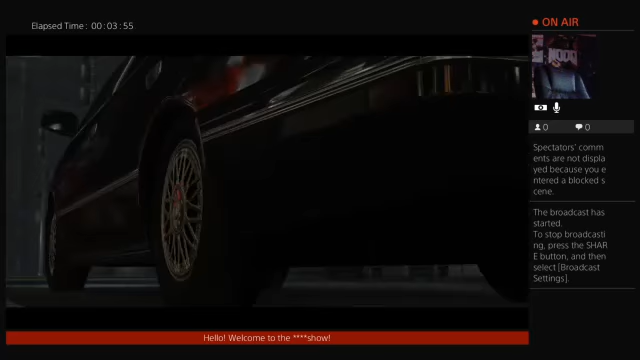 Elapsed Time : 00 : 03 : 55
ON AIR
0 0
Spectators' comm
ents are not displa
yed because you e
ntered a blocked s
cene.
The broadcast has
started.
To stop broadcasti
ng, press the SHAR
E button, and then
select [Broadcast
Settings].
Hello! Welcome to the ****show!